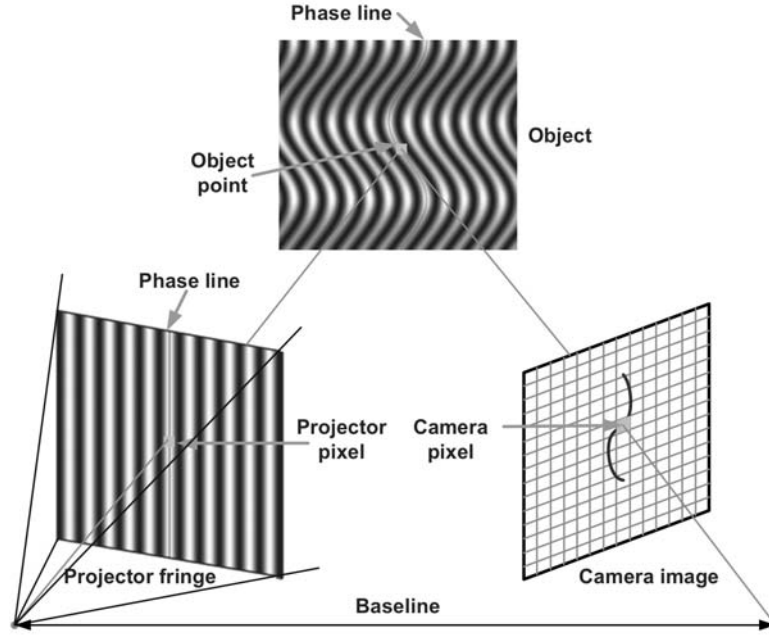 Phase line
Object
Object
point
Phase line
Projector
pixel
Camera
pixel
Projector fringe
Camera image
Baseline